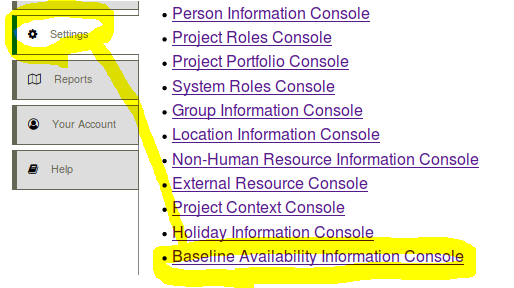 Settings
Reports
Your Account
Help
• Person Information Console
• Project Roles Console
• Project Portfolio Console
• System Roles Console
• Group Information Console
• Location Information Console
• Non-Human Resource Information Console
• External Resource Console
• Project Context Console
• Holiday Information Console
• Baseline Availability Information Console